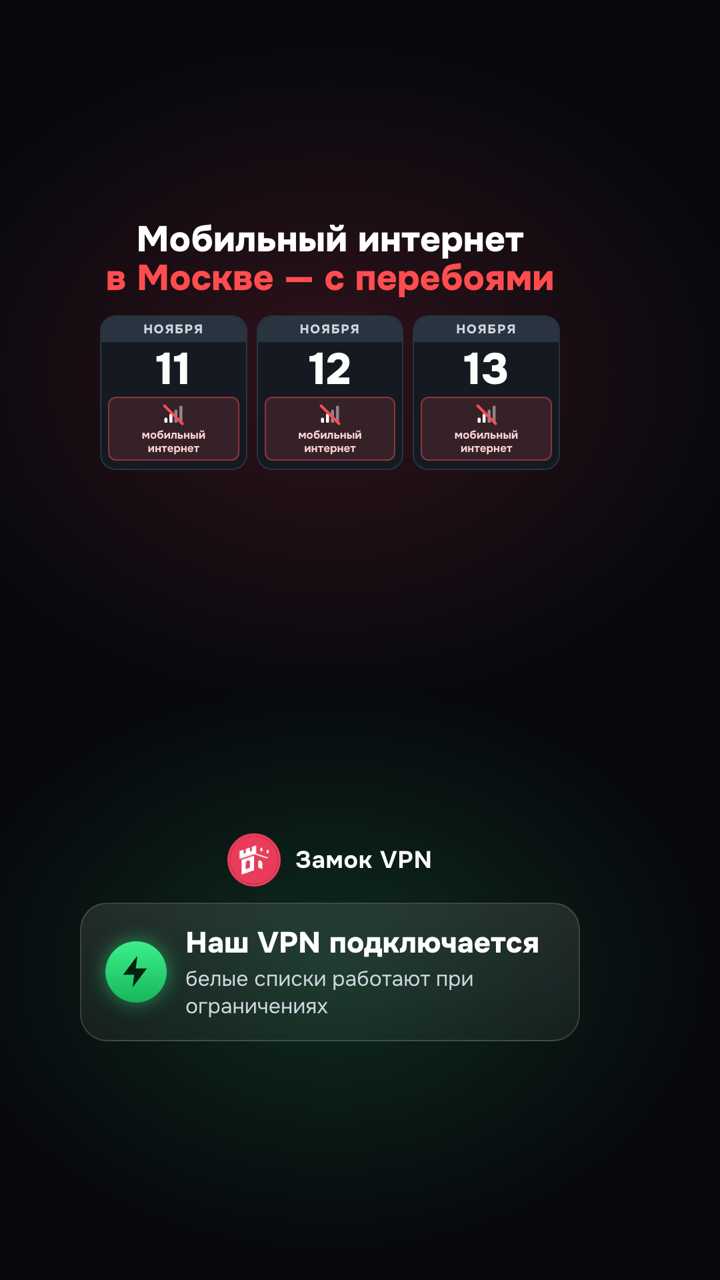 Мобильный интернет
в Москве — с перебоями
НОЯБРЯ НОЯБРЯ НОЯБРЯ
11 12 13
мобильный мобильный мобильный
интернет интернет интернет
Замок VPN
Наш VPN подключается
белые списки работают при
ограничениях